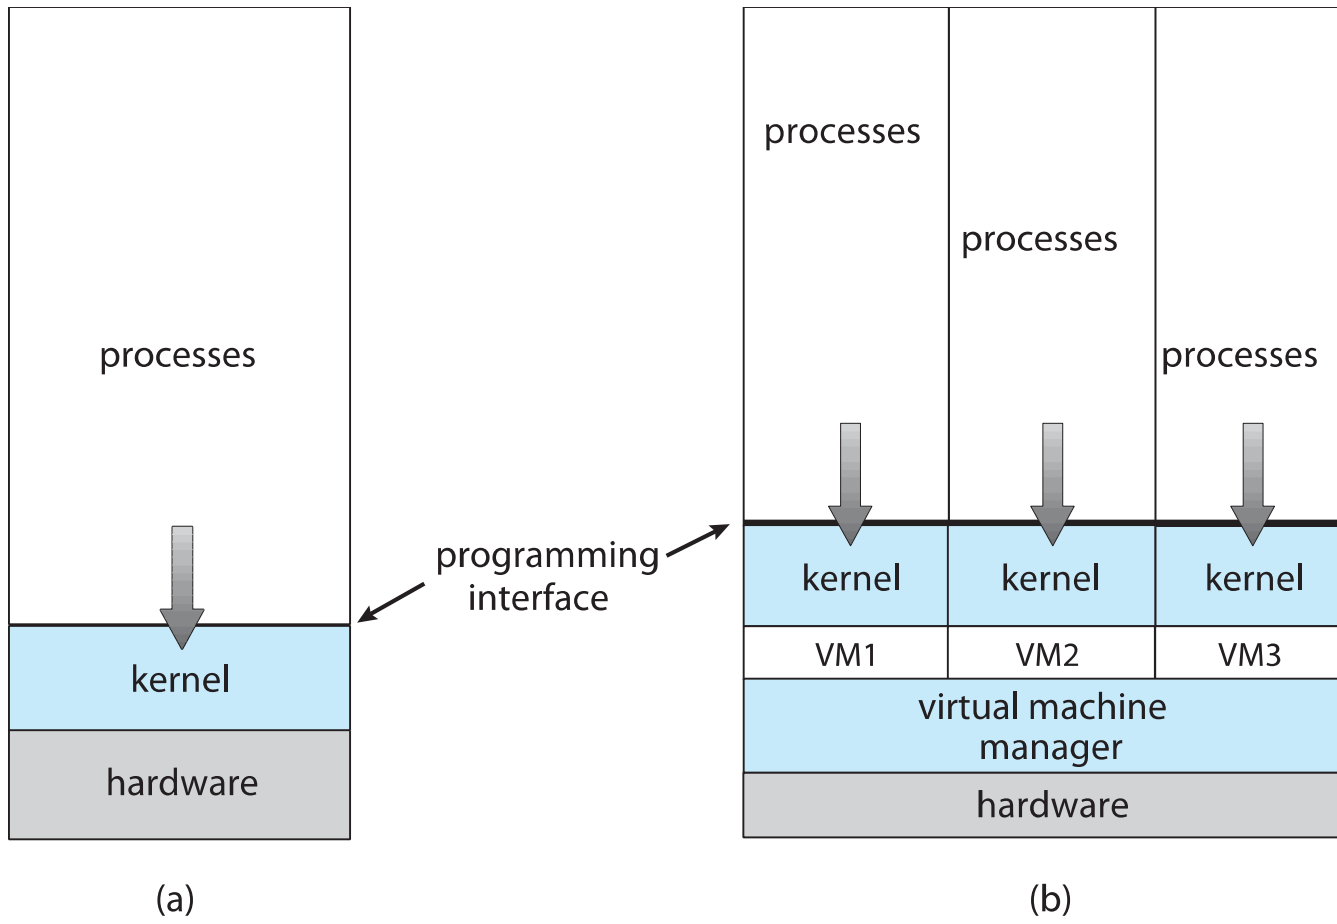 processes
kernel
hardware
(a)
programming
interface
processes
processes
processes
kernel
kernel
kernel
VM1
VM2
VM3
virtual machine
manager
hardware
(b)